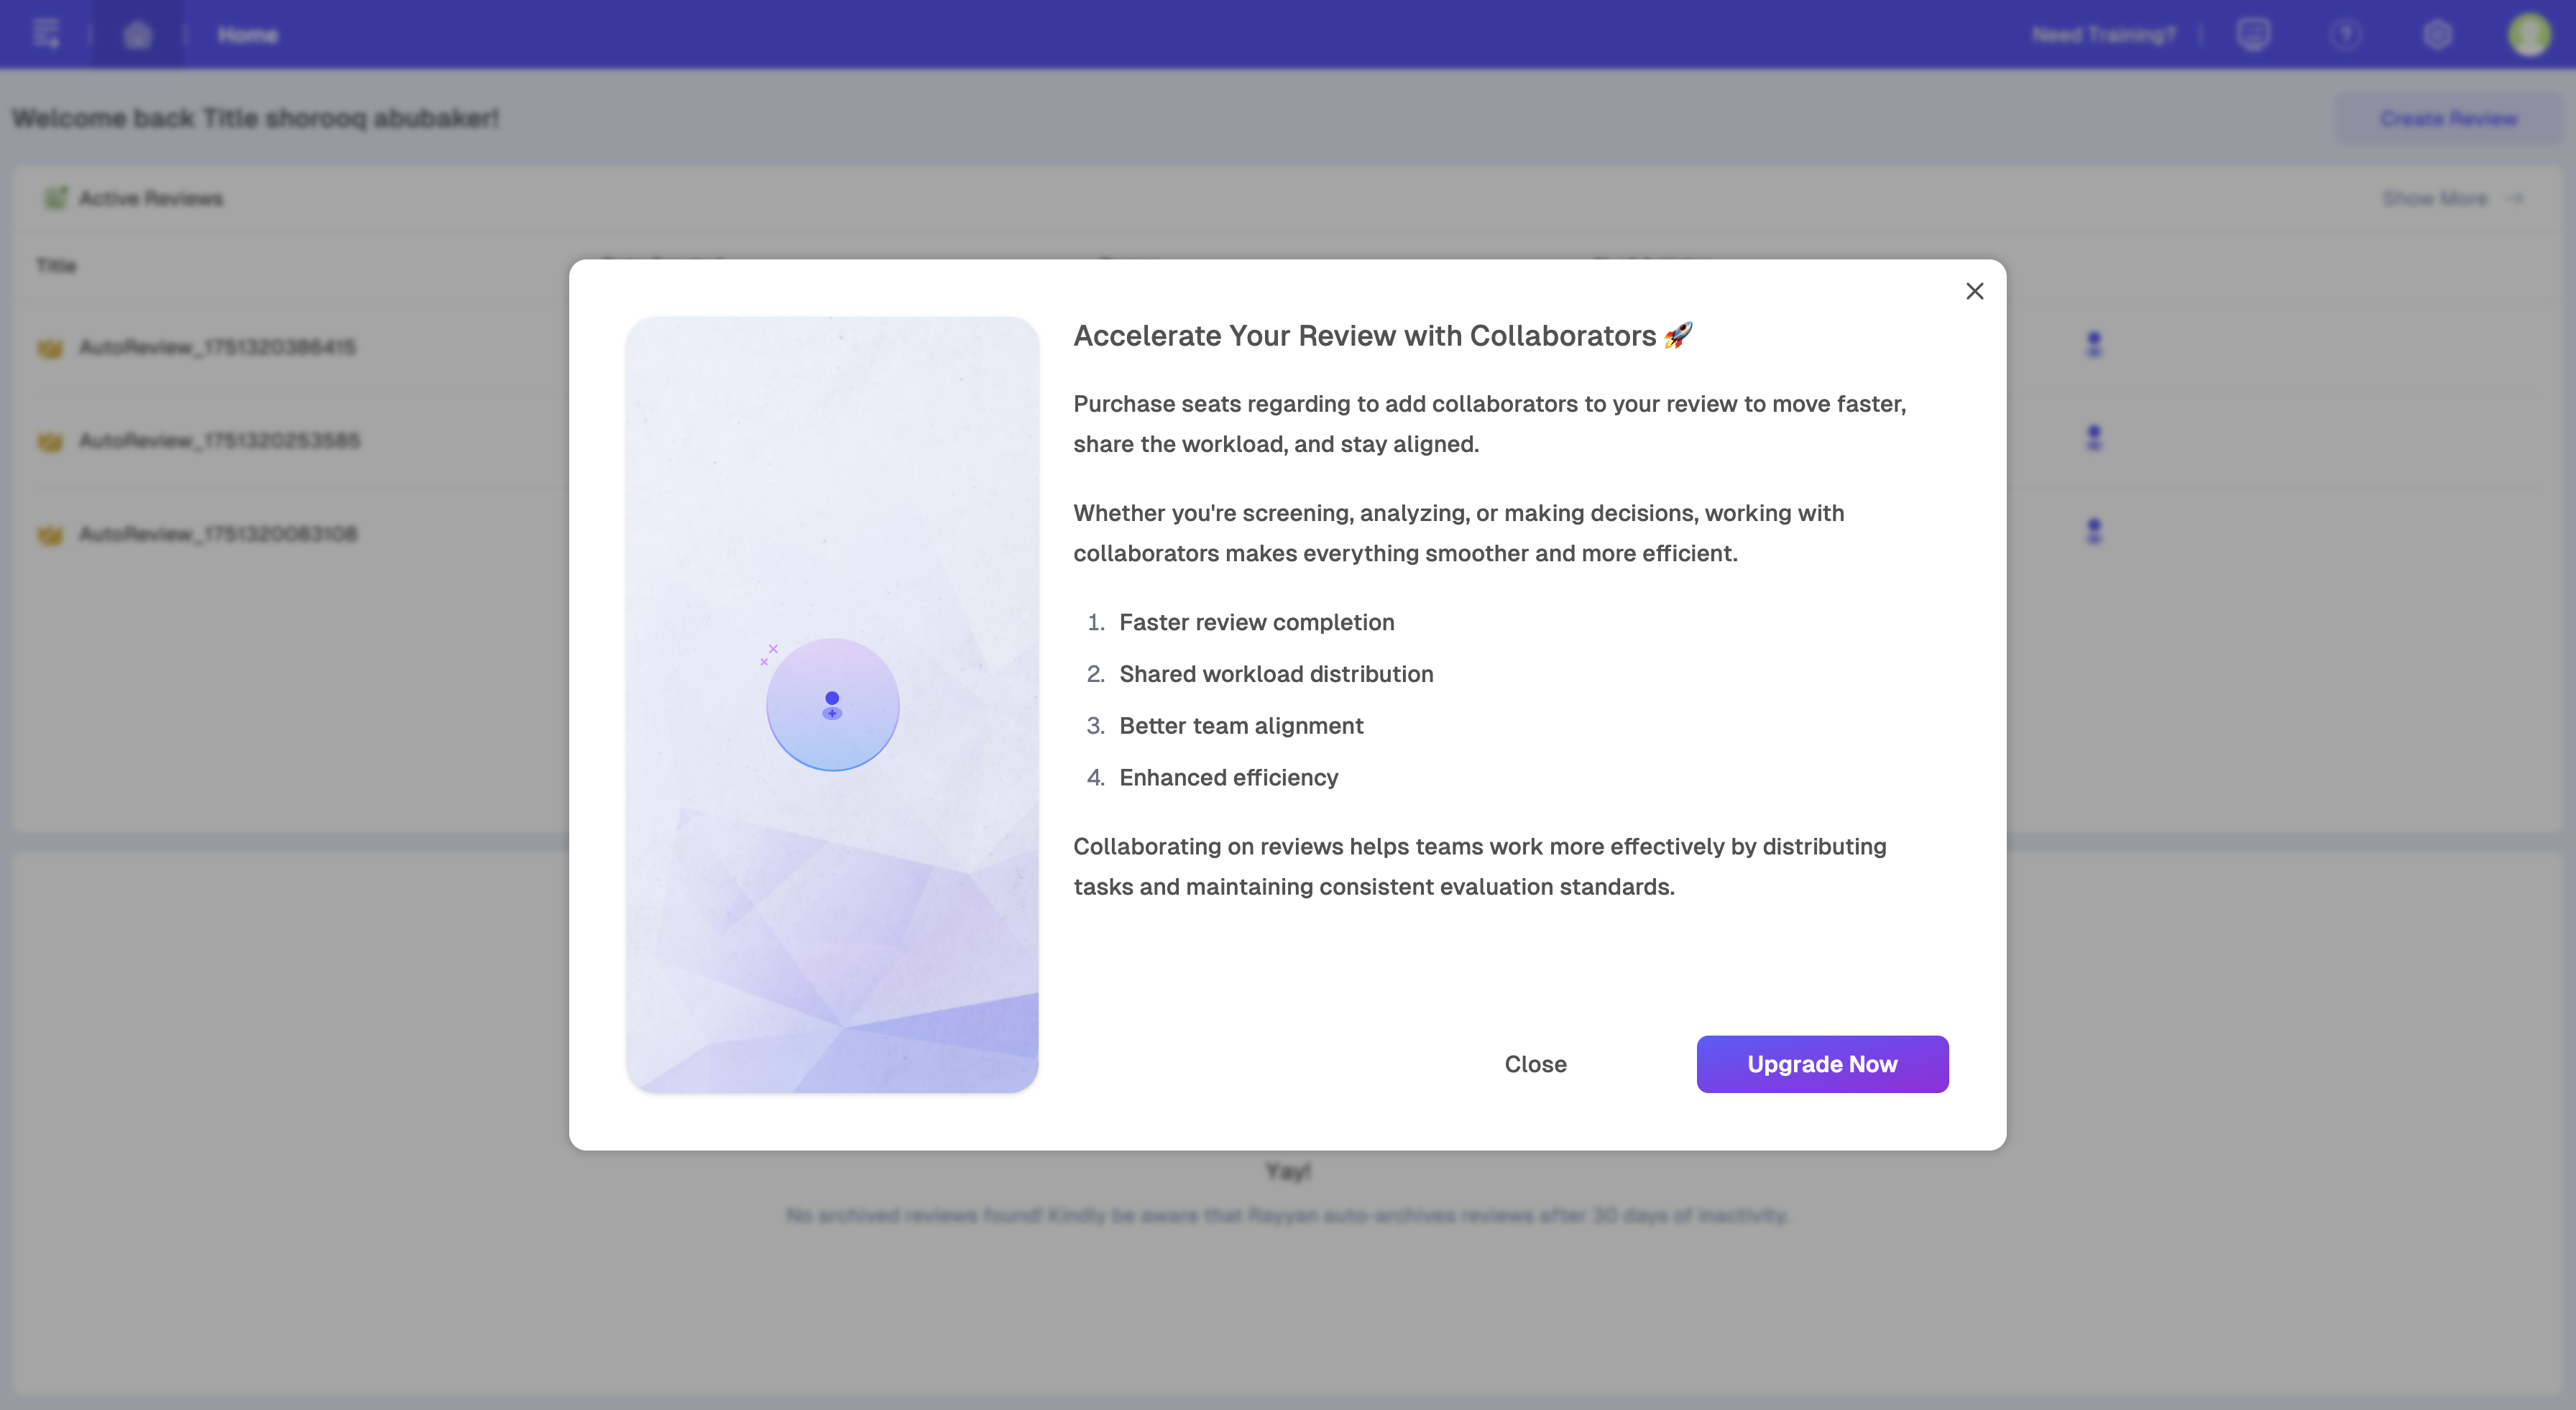 Home
Need Training?
Welcome back Title shorooq abubaker!
Create Review
Active Reviews
Show More
Title
AutoReview_1751320386415
AutoReview_1751320253585
AutoReview_1751320083108
Accelerate Your Review with Collaborators 🚀
Purchase seats regarding to add collaborators to your review to move faster,
share the workload, and stay aligned.
Whether you're screening, analyzing, or making decisions, working with
collaborators makes everything smoother and more efficient.
1. Faster review completion
2. Shared workload distribution
3. Better team alignment
4. Enhanced efficiency
Collaborating on reviews helps teams work more effectively by distributing
tasks and maintaining consistent evaluation standards.
Close
Upgrade Now
Yay!
No archived reviews found! Kindly be aware that Rayyan auto-archives reviews after 30 days of inactivity.